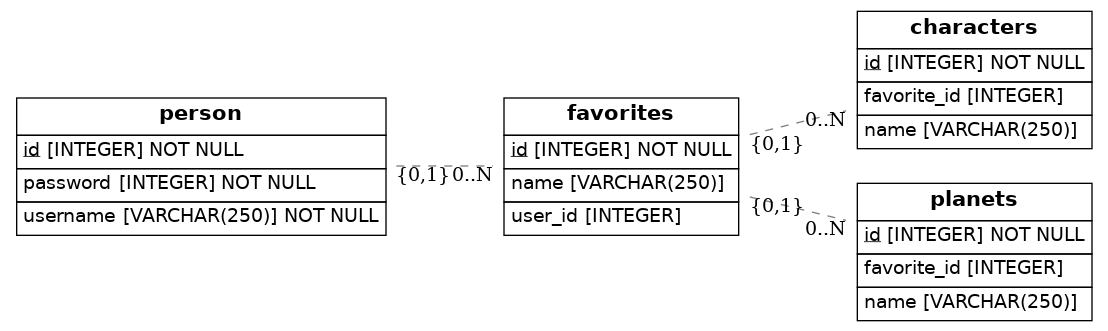 person
id [INTEGER] NOT NULL
password [INTEGER] NOT NULL
username [VARCHAR(250)] NOT NULL
{0,1}
0..N
favorites
id [INTEGER] NOT NULL
name [VARCHAR(250)]
user_id [INTEGER]
{0,1}
0..N
characters
id [INTEGER] NOT NULL
favorite_id [INTEGER]
name [VARCHAR(250)]
{0,1}
0..N
planets
id [INTEGER] NOT NULL
favorite_id [INTEGER]
name [VARCHAR(250)]